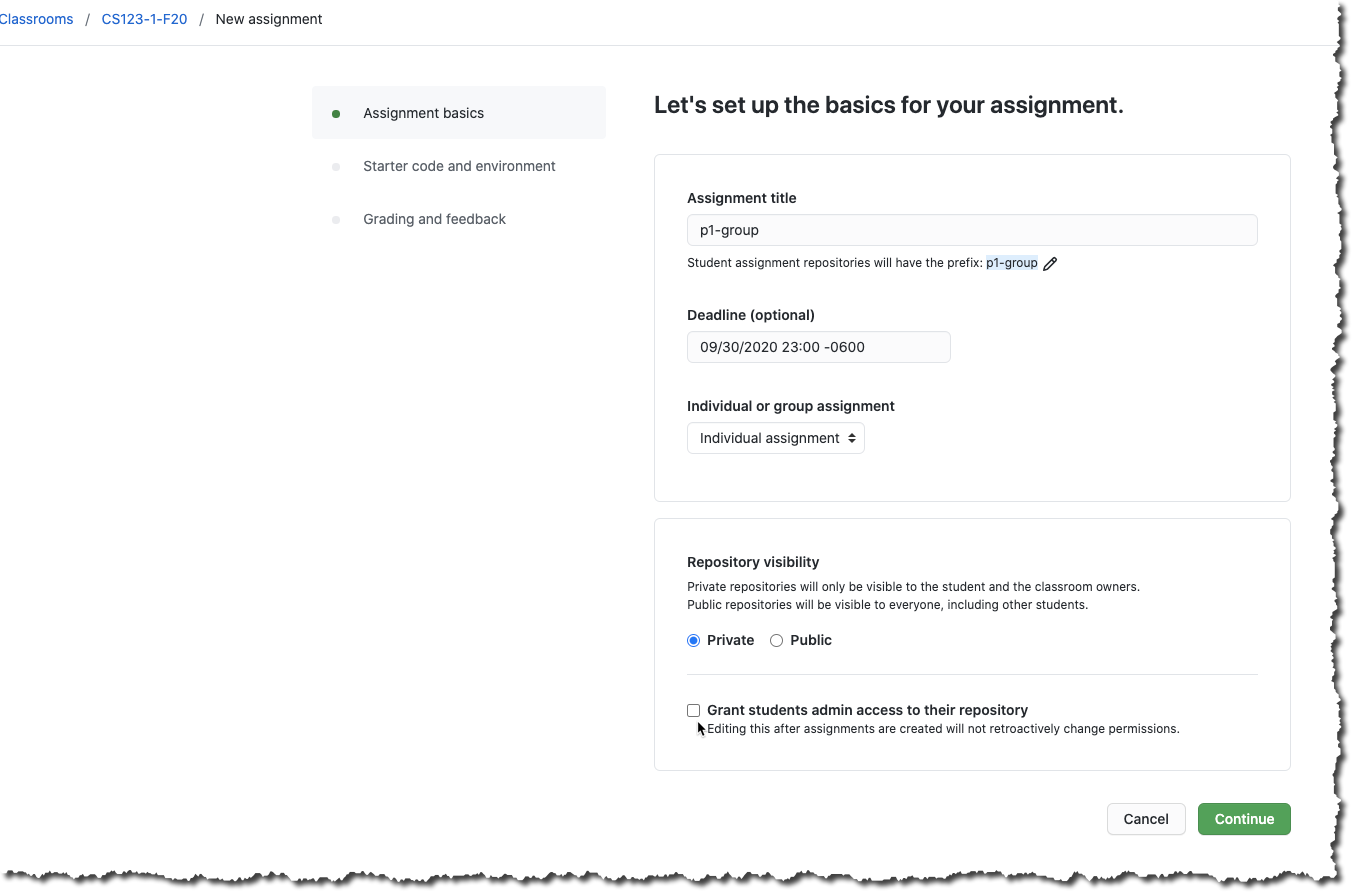 Classrooms / CS123-1-F20 / New assignment
Assignment basics
Starter code and environment
Grading and feedback
Let's set up the basics for your assignment.
Assignment title
p1-group
Student assignment repositories will have the prefix: p1-group
Deadline (optional)
09/30/2020 23:00 -0600
Individual or group assignment
Individual assignment
Repository visibility
Private repositories will only be visible to the student and the classroom owners.
Public repositories will be visible to everyone, including other students.
Private Public
Grant students admin access to their repository
Editing this after assignments are created will not retroactively change permissions.
Cancel Continue